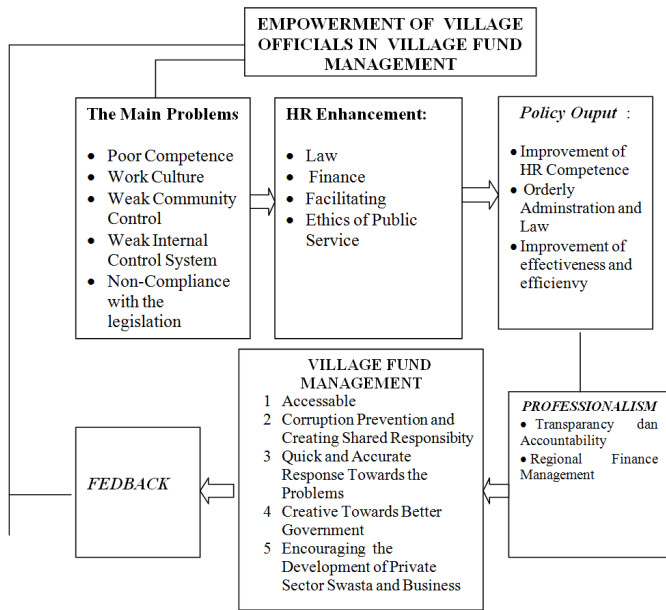 EMPOWERMENT OF VILLAGE
OFFICIALS IN VILLAGE FUND
MANAGEMENT
The Main Problems
• Poor Competence
• Work Culture
• Weak Community
Control
• Weak Internal
Control System
• Non-Compliance
with the
legislation
HR Enhancement:
• Law
• Finance
• Facilitating
• Ethics of Public
Service
Policy Ouput :
• Improvement of
HR Competence
• Orderly
Adminstration and
Law
• Improvement of
effectiveness and
efficienvy
PROFESSIONALISM
• Transparancy dan
Accountability
• Regional Finance
Management
VILLAGE FUND
MANAGEMENT
1 Accessable
2 Corruption Prevention and
Creating Shared Responsibity
3 Quick and Accurate
Response Towards the
Problems
4 Creative Towards Better
Government
5 Encouraging the
Development of Private
Sector Swasta and Business
FEDBACK